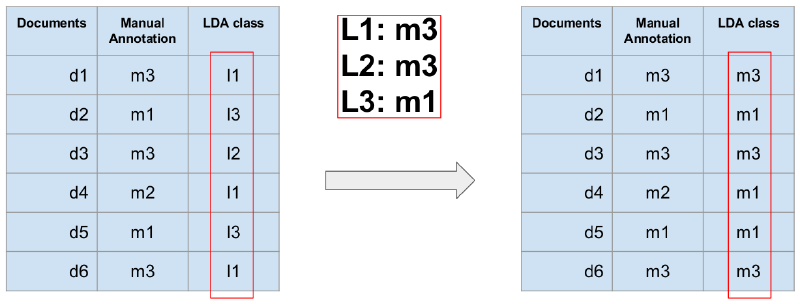 Documents Manual Annotation LDA class
d1 m3 l1
d2 m1 l3
d3 m3 l2
d4 m2 l1
d5 m1 l3
d6 m3 l1
L1: m3
L2: m3
L3: m1
Documents Manual Annotation LDA class
d1 m3 m3
d2 m1 m1
d3 m3 m3
d4 m2 m1
d5 m1 m1
d6 m3 m3